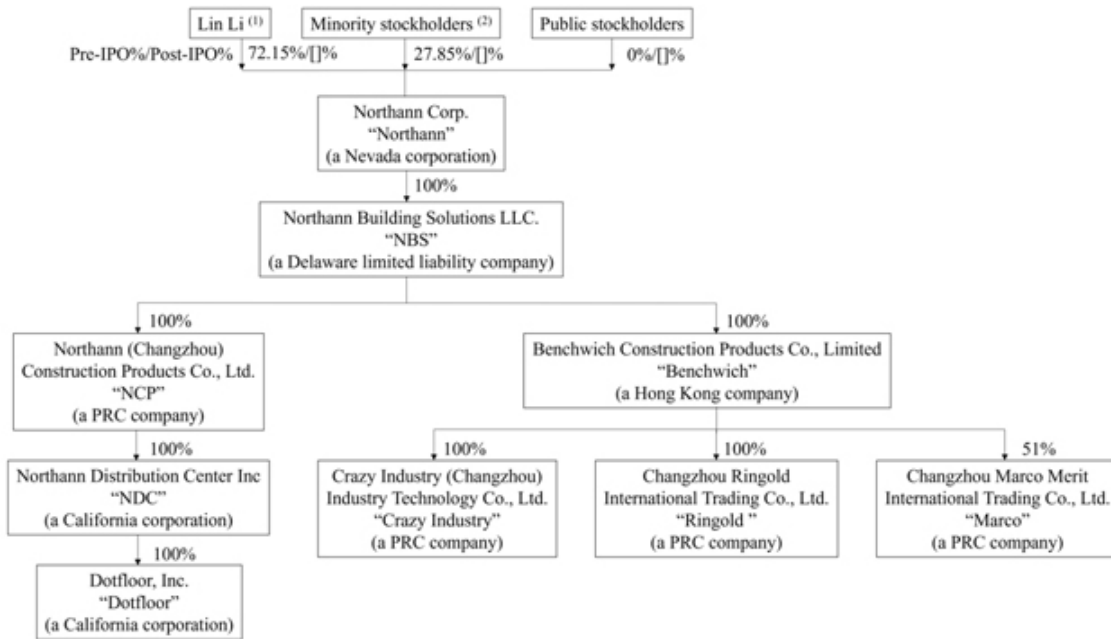 Lin Li (1)
Minority stockholders (2)
Public stockholders
Pre-IPO%/Post-IPO%
72.15%/[]%
27.85%/[]%
0%/[]%
Northann Corp.
“Northann”
(a Nevada corporation)
100%
Northann Building Solutions LLC.
“NBS”
(a Delaware limited liability company)
100%
Northann (Changzhou)
Construction Products Co., Ltd.
“NCP”
(a PRC company)
100%
Benchwich Construction Products Co., Limited
“Benchwich”
(a Hong Kong company)
100%
Northann Distribution Center Inc
“NDC”
(a California corporation)
100%
Crazy Industry (Changzhou)
Industry Technology Co., Ltd.
“Crazy Industry”
(a PRC company)
100%
Changzhou Ringold
International Trading Co., Ltd.
“Ringold ”
(a PRC company)
51%
Changzhou Marco Merit
International Trading Co., Ltd.
“Marco”
(a PRC company)
100%
Dotfloor, Inc.
“Dotfloor”
(a California corporation)